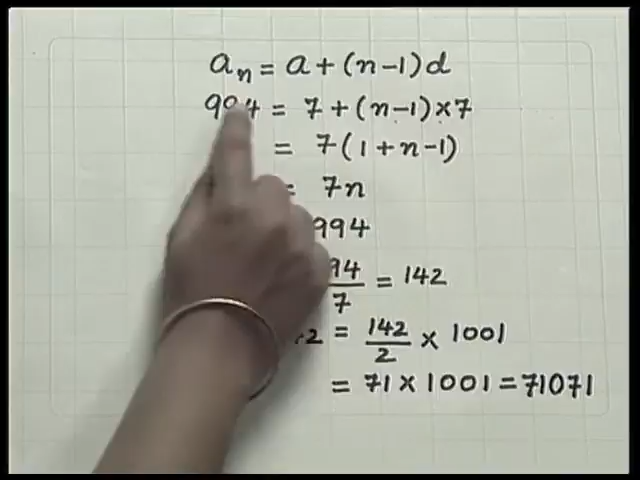 aₙ = a + (n-1)d
994 = 7 + (n-1) × 7
= 7 (1 + n - 1)
= 7n
994
94/7 = 142
2 = 142/2 × 1001
= 71 × 1001 = 71071